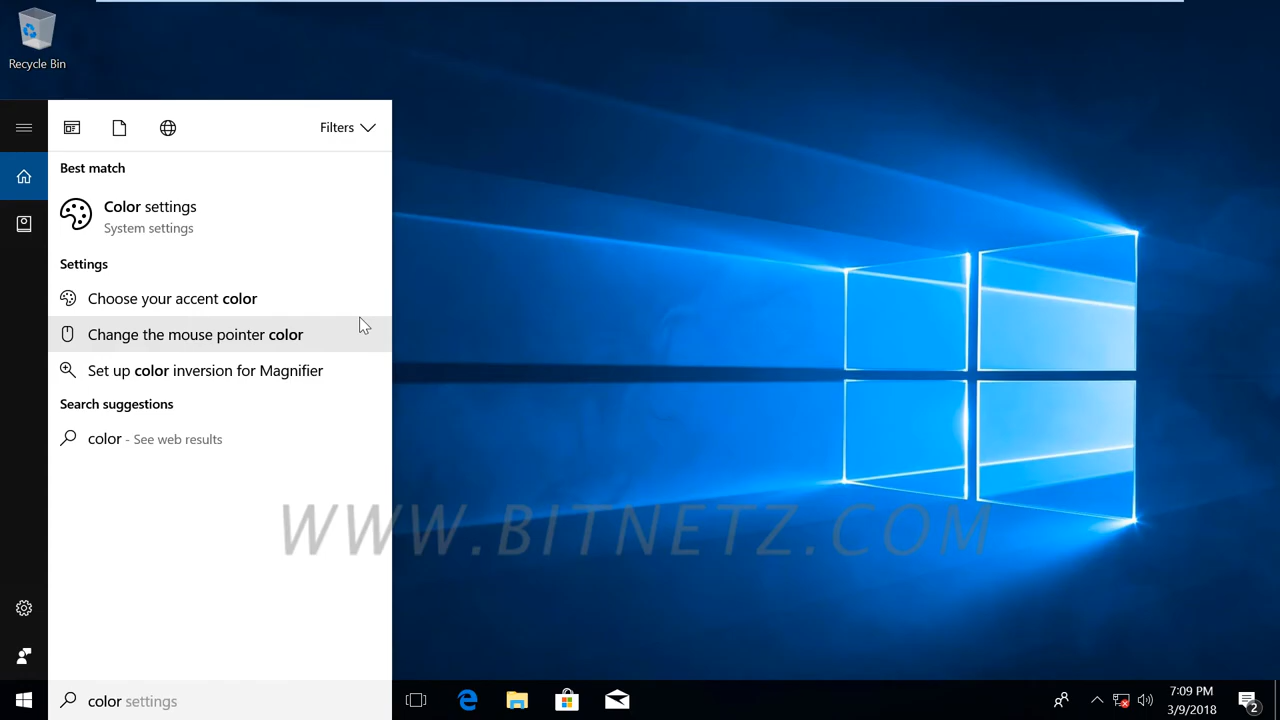 Recycle Bin
Filters
Best match
Color settings
System settings
Settings
Choose your accent color
Change the mouse pointer color
Set up color inversion for Magnifier
Search suggestions
color - See web results
WWW.BITNETZ.COM
color settings
7:09 PM
3/9/2018
2